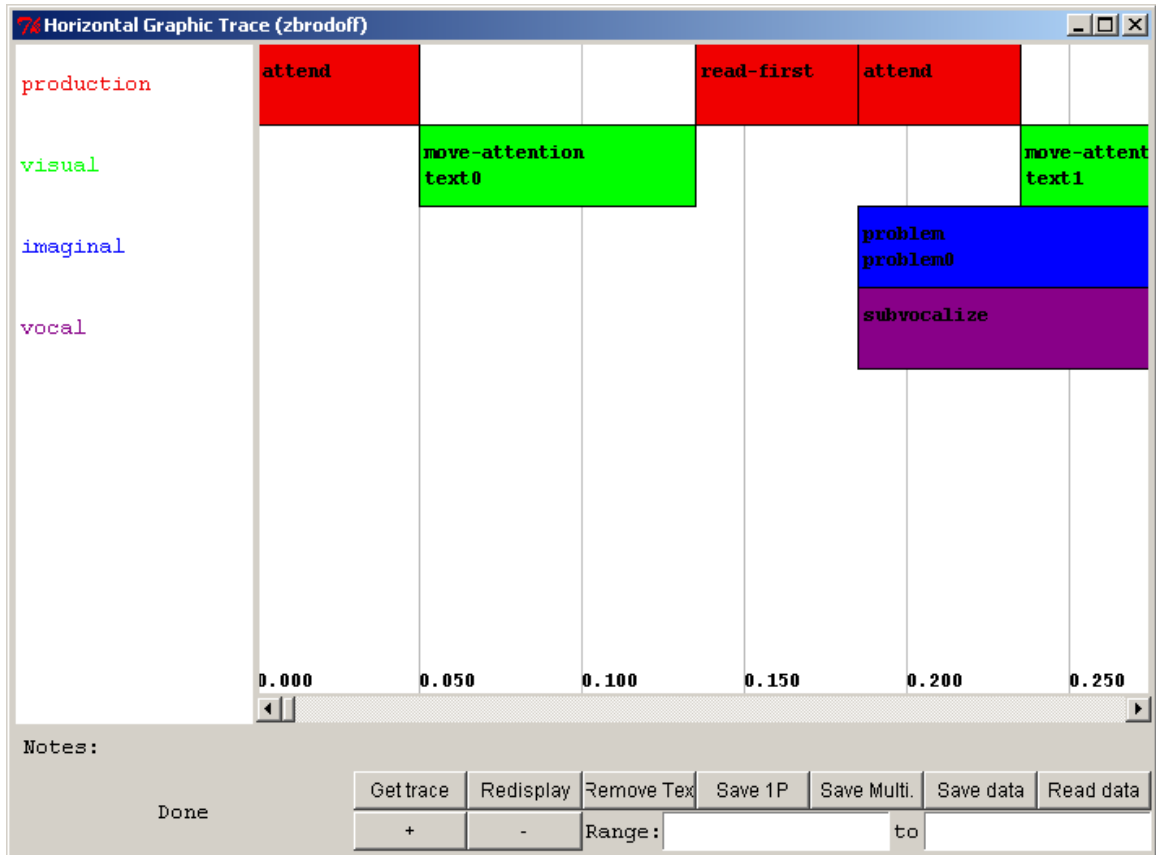 Horizontal Graphic Trace (zbrodoff)
production
attend
read-first
attend
visual
move-attention
text0
move-attent
text1
imaginal
problem
problem0
vocal
subvocalize
0.000 0.050 0.100 0.150 0.200 0.250
Notes:
Done
Get trace Redisplay Remove Tex Save 1P Save Multi. Save data Read data
+ - Range: to